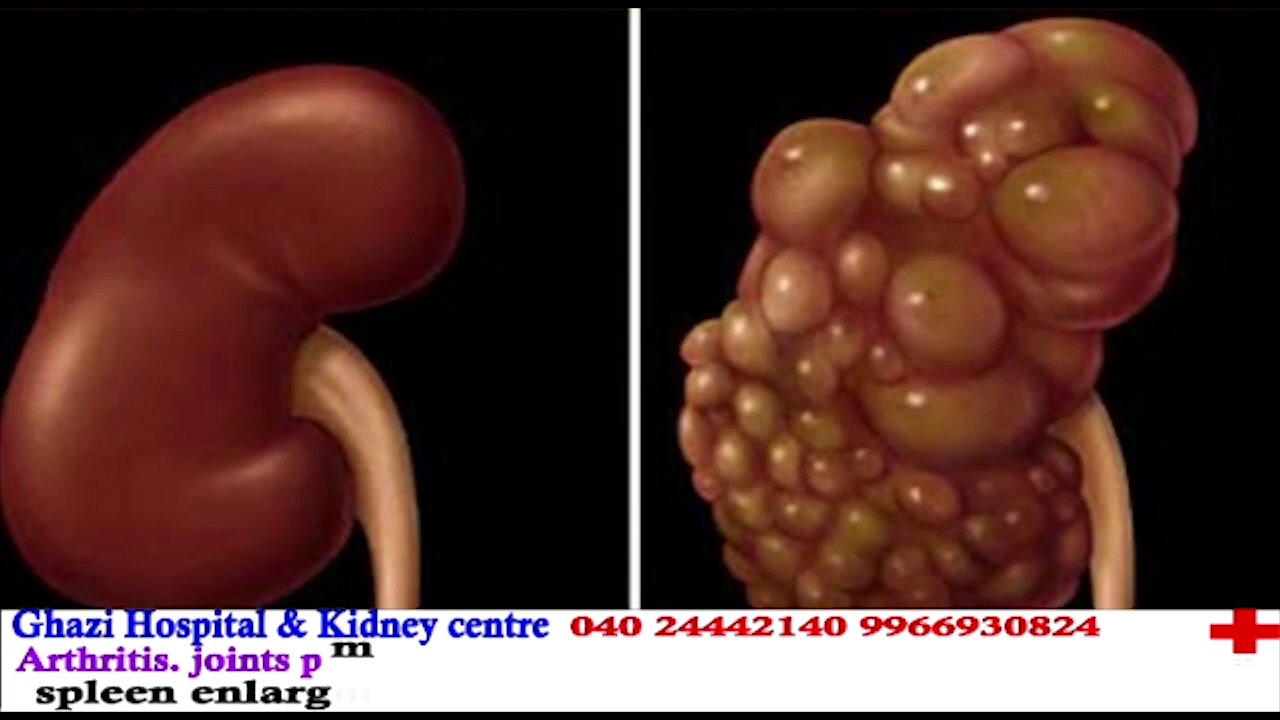 Ghazi Hospital & Kidney centre 040 24442140 9966930824
Arthritis. joints p m
spleen enlarg